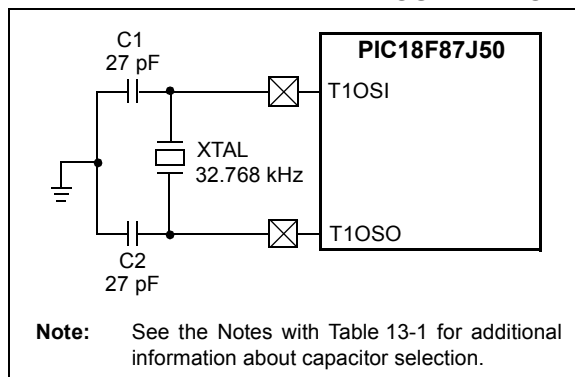 C1
27 pF
PIC18F87J50
T1OSI
XTAL
32.768 kHz
T1OSO
C2
27 pF
Note: See the Notes with Table 13-1 for additional
information about capacitor selection.